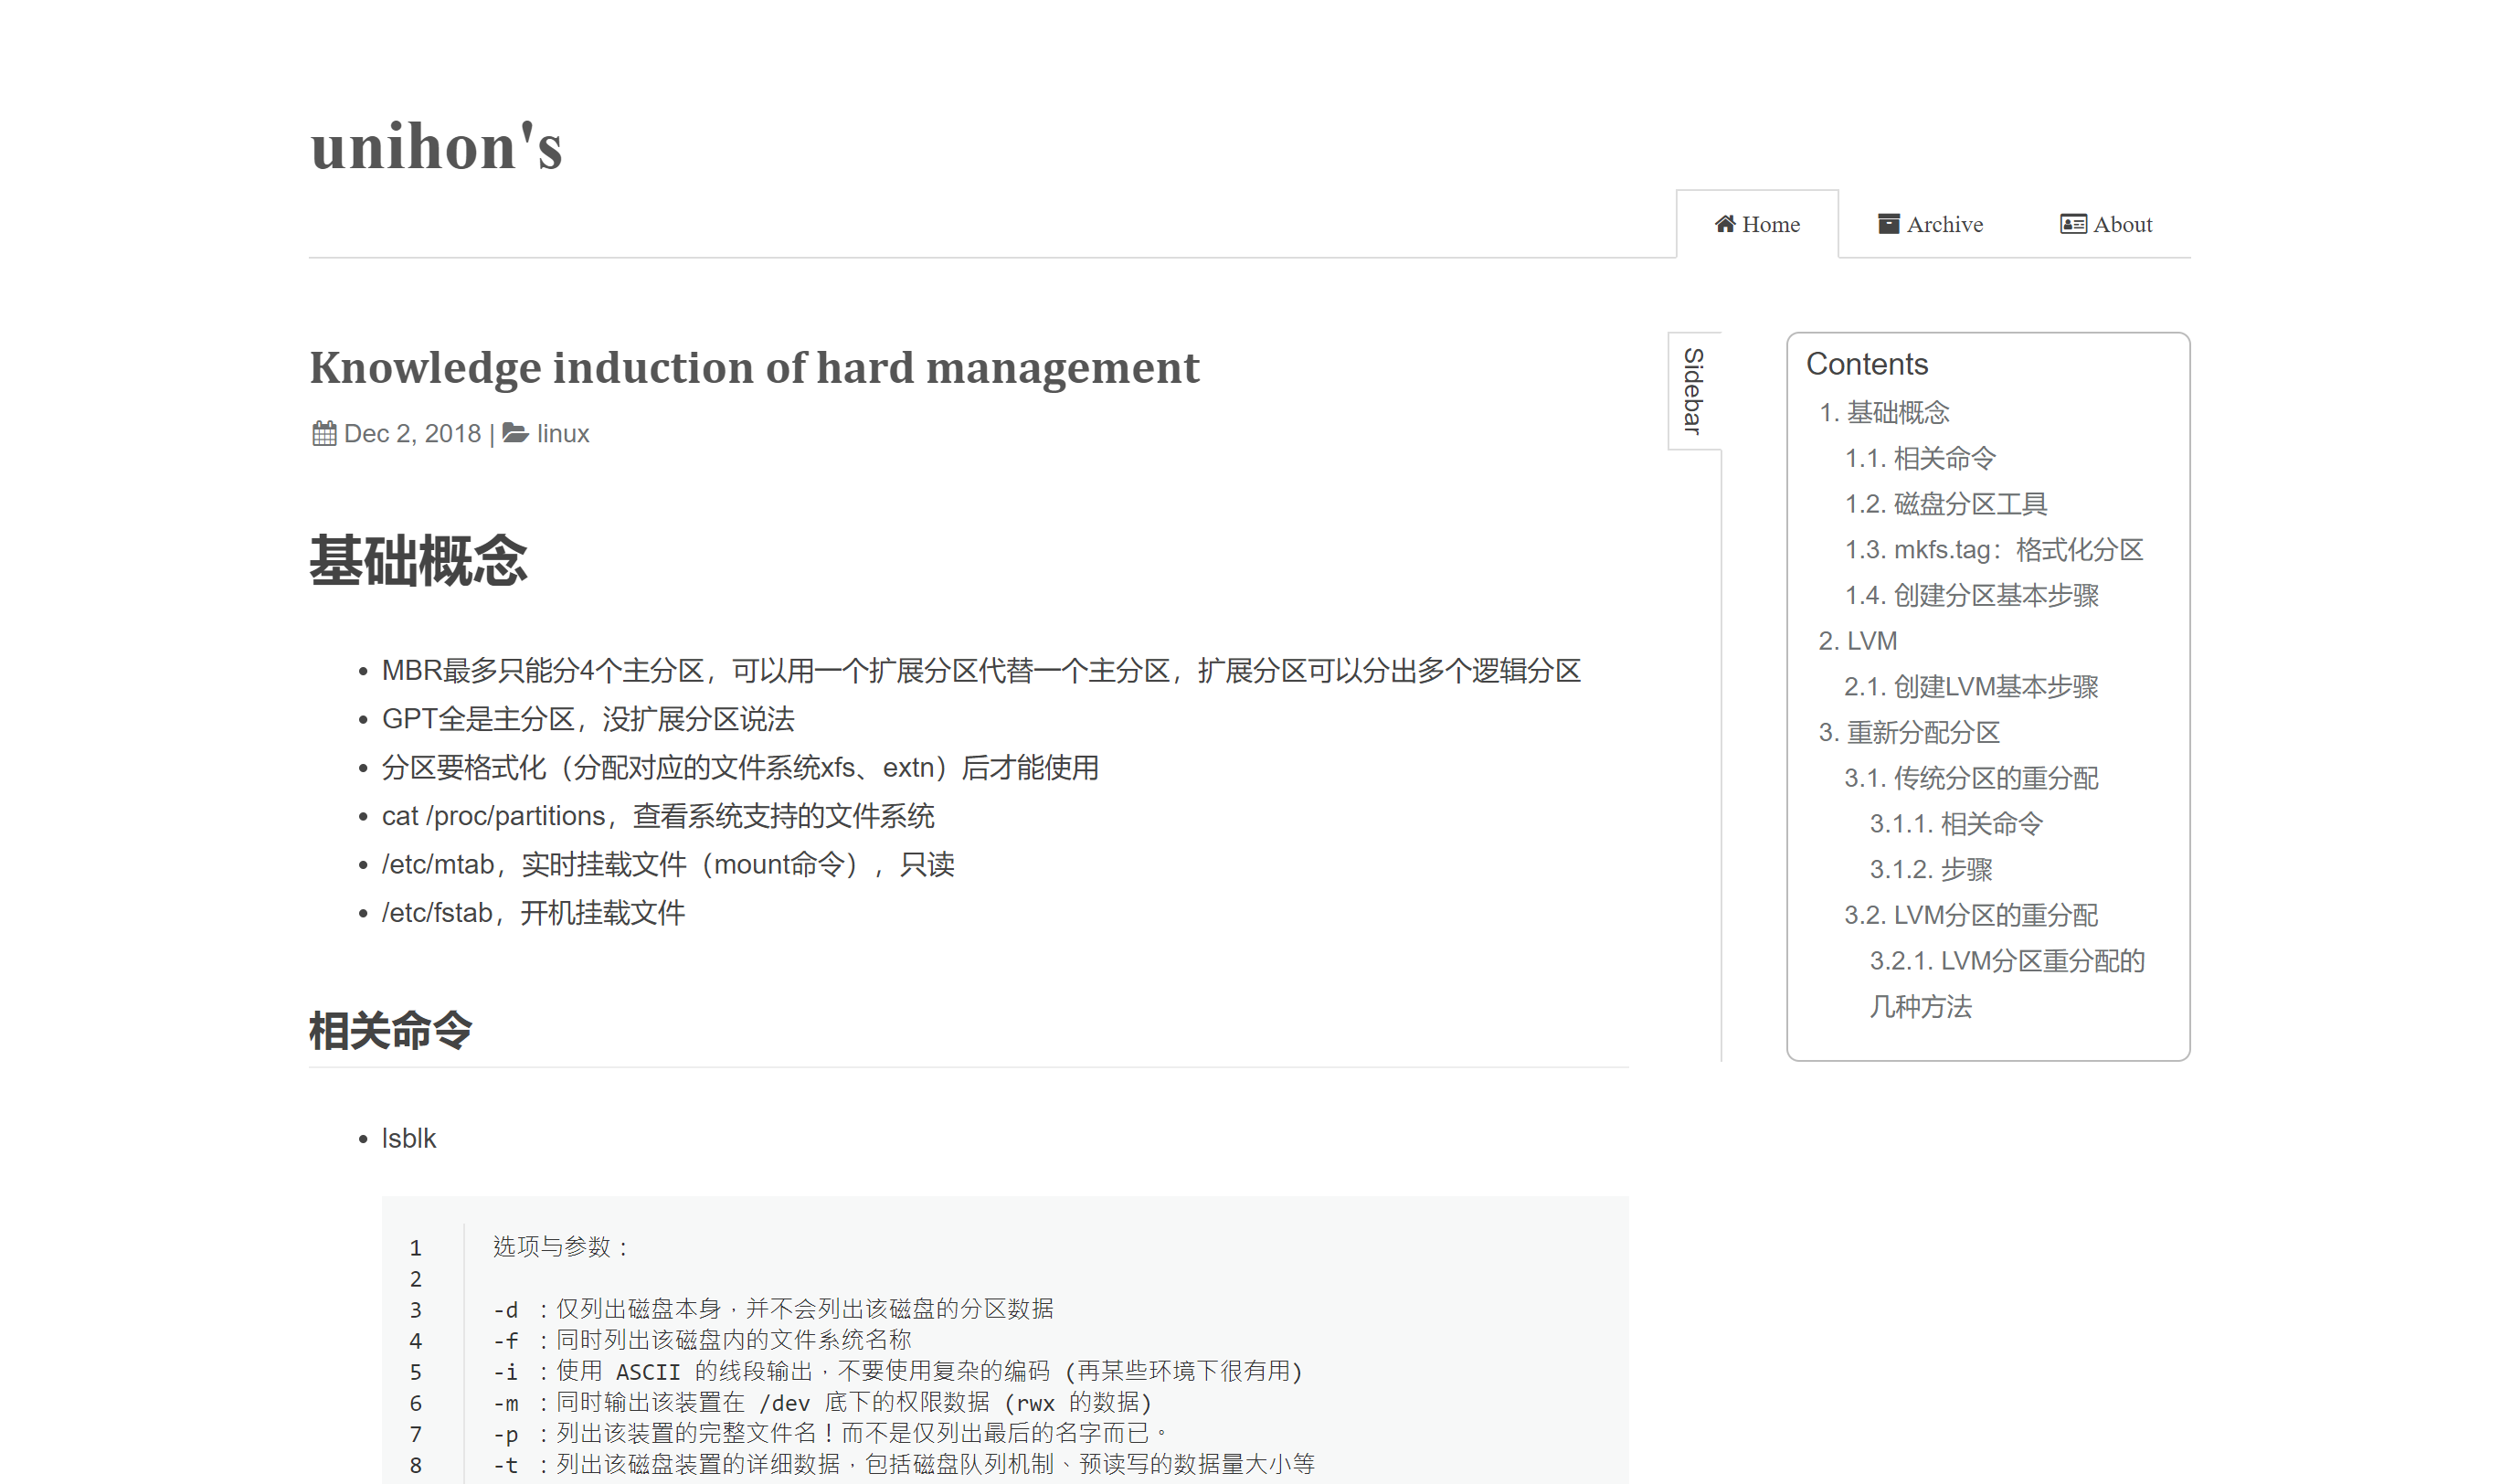 unihon's
Home
Archive
About
Knowledge induction of hard management
Dec 2, 2018 | linux
基础概念
• MBR最多只能分4个主分区，可以用一个扩展分区代替一个主分区，扩展分区可以分出多个逻辑分区
• GPT全是主分区，没扩展分区说法
• 分区要格式化（分配对应的文件系统xfs、extn）后才能使用
• cat /proc/partitions，查看系统支持的文件系统
• /etc/mtab，实时挂载文件（mount命令），只读
• /etc/fstab，开机挂载文件
相关命令
• lsblk
1 选项与参数：
2
3 -d ：仅列出磁盘本身，并不会列出该磁盘的分区数据
4 -f ：同时列出该磁盘内的文件系统名称
5 -i ：使用 ASCII 的线段输出，不要使用复杂的编码 (再某些环境下很有用)
6 -m ：同时输出该装置在 /dev 底下的权限数据 (rwx 的数据)
7 -p ：列出该装置的完整文件名！而不是仅列出最后的名字而已。
8 -t ：列出该磁盘装置的详细数据，包括磁盘队列机制、预读写的数据量大小等
Sidebar
Contents
1. 基础概念
1.1. 相关命令
1.2. 磁盘分区工具
1.3. mkfs.tag：格式化分区
1.4. 创建分区基本步骤
2. LVM
2.1. 创建LVM基本步骤
3. 重新分配分区
3.1. 传统分区的重分配
3.1.1. 相关命令
3.1.2. 步骤
3.2. LVM分区的重分配
3.2.1. LVM分区重分配的
几种方法